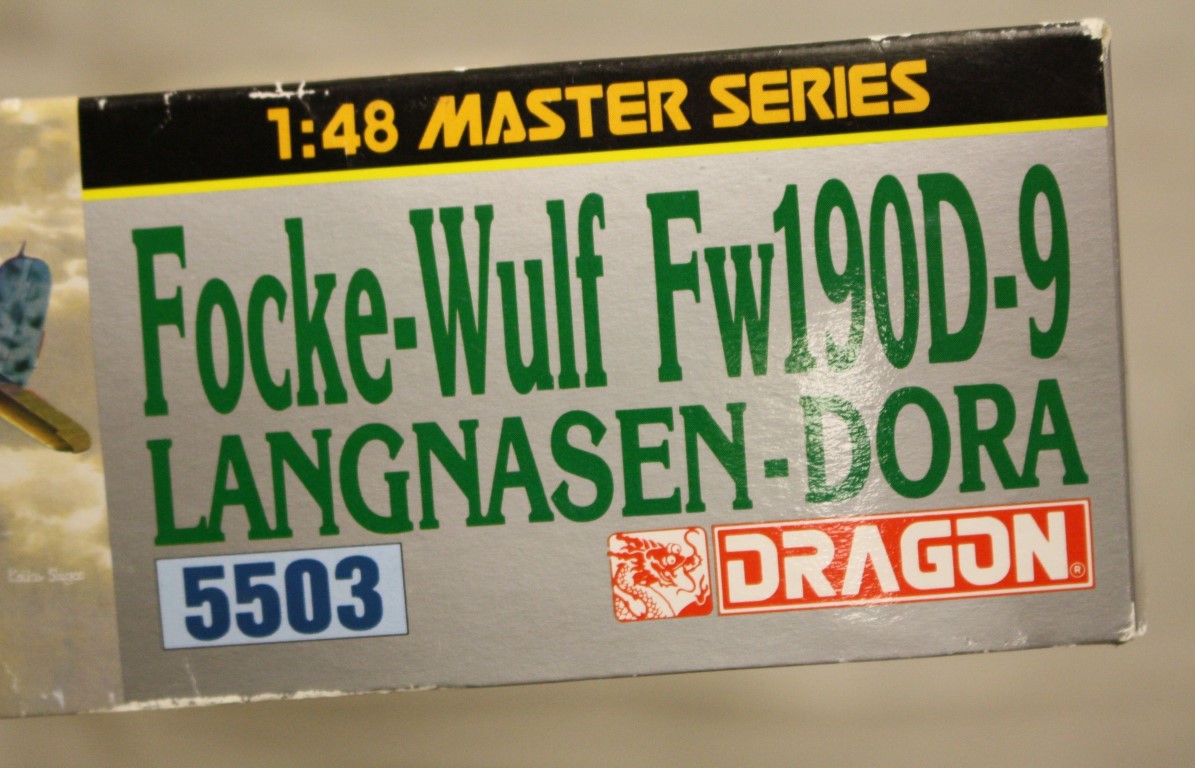 1:48 MASTER SERIES
Focke-Wulf Fw190D-9
LANGNASEN-DORA
5503
DRAGON®